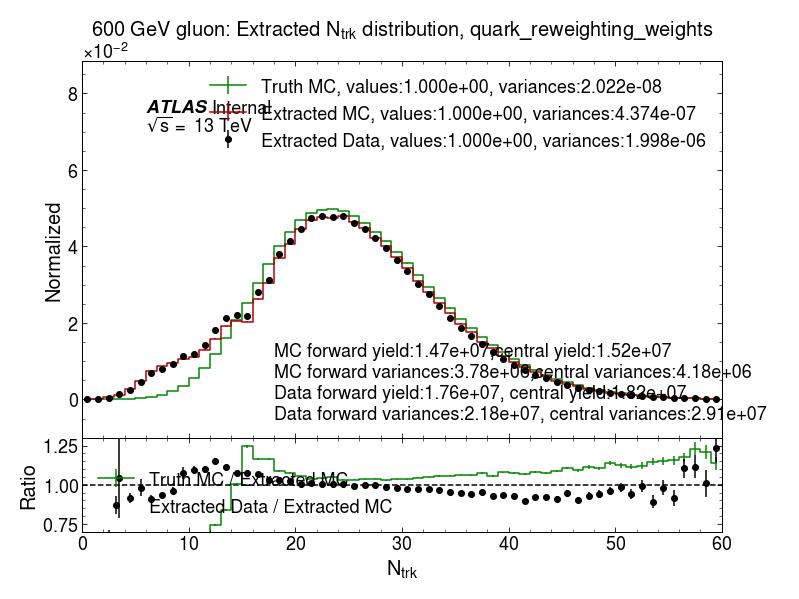 600 GeV gluon: Extracted N_trk distribution, quark_reweighting_weights
×10⁻²
Truth MC, values:1.000e+00, variances:2.022e-08
ATLAS Internal
Extracted MC, values:1.000e+00, variances:4.374e-07
√s = 13 TeV
Extracted Data, values:1.000e+00, variances:1.998e-06
8
6
4
2
0
Normalized
MC forward yield:1.47e+07, central yield:1.52e+07
MC forward variances:3.78e+06, central variances:4.18e+06
Data forward yield:1.76e+07, central yield:1.82e+07
Data forward variances:2.18e+07, central variances:2.91e+07
1.25
1.00
0.75
Ratio
Truth MC / Extracted MC
Extracted Data / Extracted MC
0 10 20 30 40 50 60
N_trk